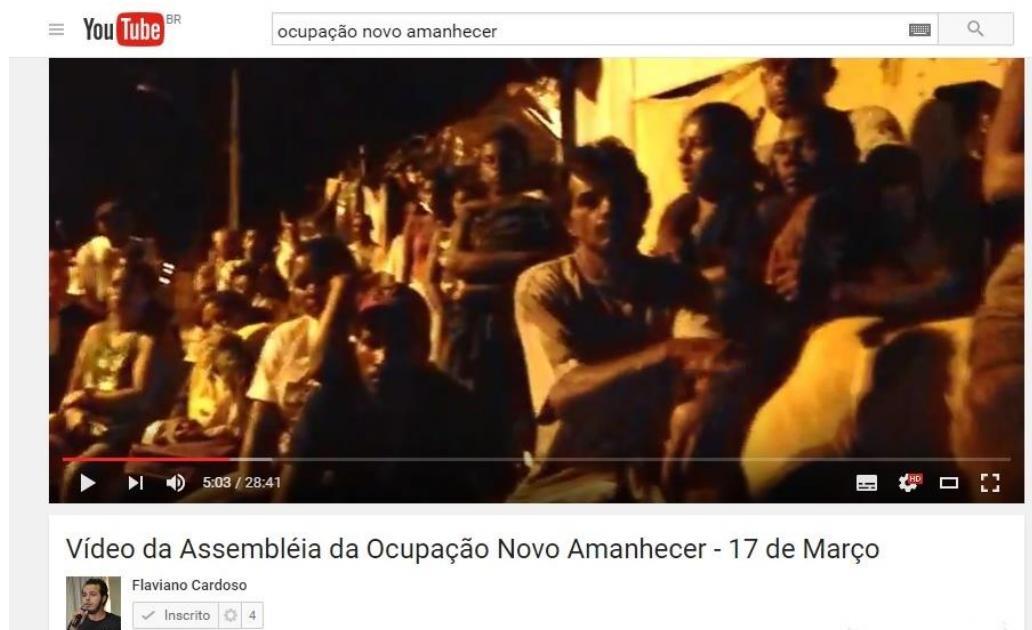 YouTube BR
ocupação novo amanhecer
5:03 / 28:41
HD
Vídeo da Assembléia da Ocupação Novo Amanhecer - 17 de Março
Flaviano Cardoso
Inscrito 4